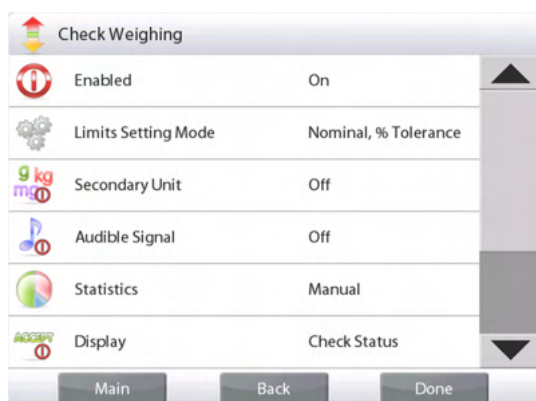 Check Weighing
Enabled On
Limits Setting Mode Nominal, % Tolerance
g kg
mg
Secondary Unit Off
Audible Signal Off
Statistics Manual
ACCEPT
Display Check Status
Main Back Done